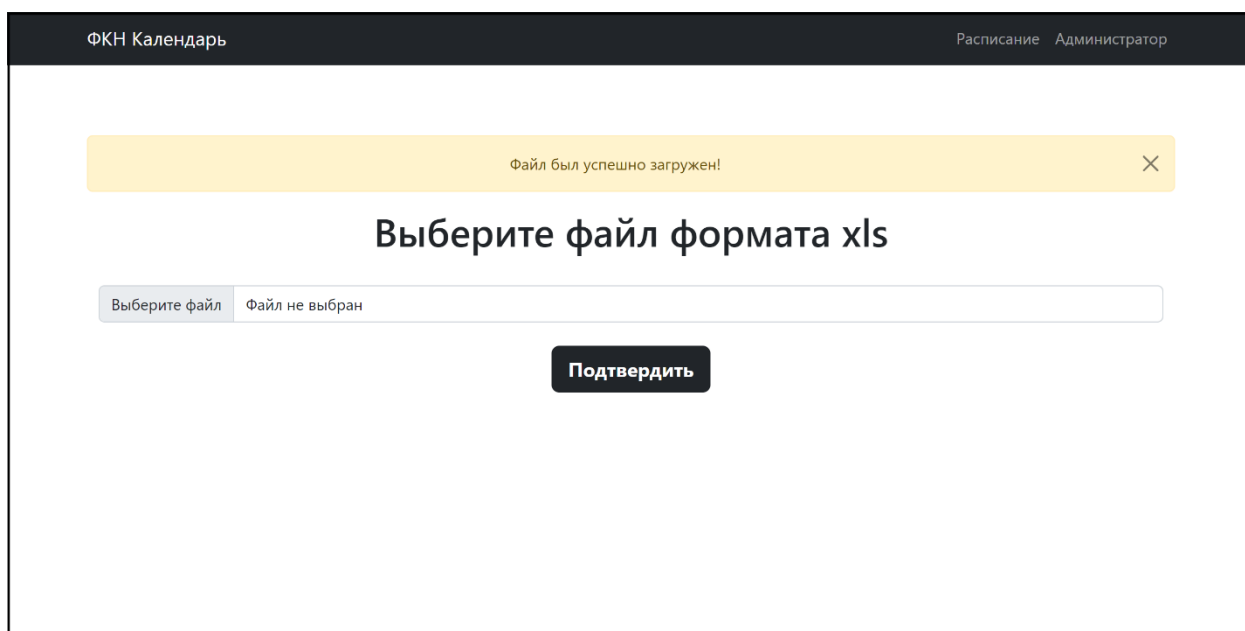 ФКН Календарь
Расписание Администратор
Файл был успешно загружен!
Выберите файл формата xls
Выберите файл Файл не выбран
Подтвердить